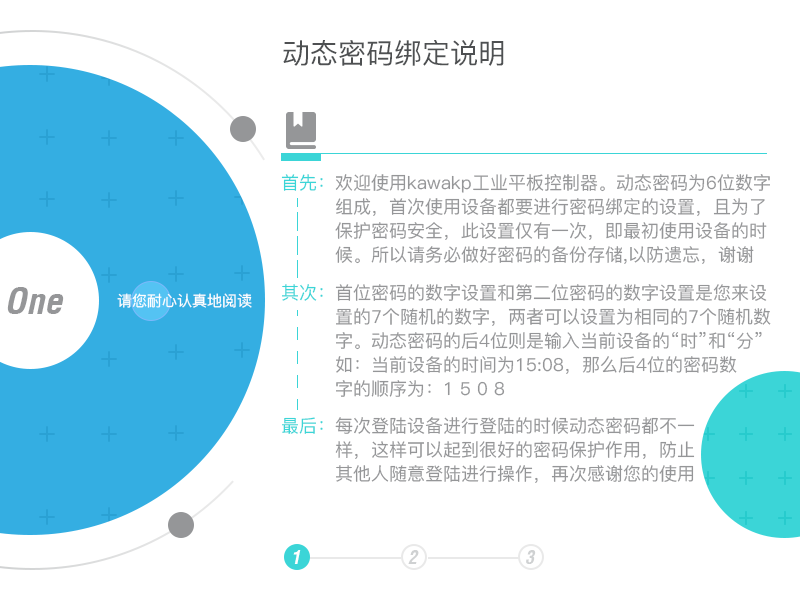 动态密码绑定说明
首先：欢迎使用kawakp工业平板控制器。动态密码为6位数字
组成，首次使用设备都要进行密码绑定的设置，且为了
保护密码安全，此设置仅有一次，即最初使用设备的时
候。所以请务必做好密码的备份存储,以防遗忘，谢谢
其次：首位密码的数字设置和第二位密码的数字设置是您来设
置的7个随机的数字，两者可以设置为相同的7个随机数
字。动态密码的后4位则是输入当前设备的“时”和“分”
如：当前设备的时间为15:08，那么后4位的密码数
字的顺序为：1 5 0 8
最后：每次登陆设备进行登陆的时候动态密码都不一
样，这样可以起到很好的密码保护作用，防止
其他人随意登陆进行操作，再次感谢您的使用
One
请您耐心认真地阅读
1 2 3